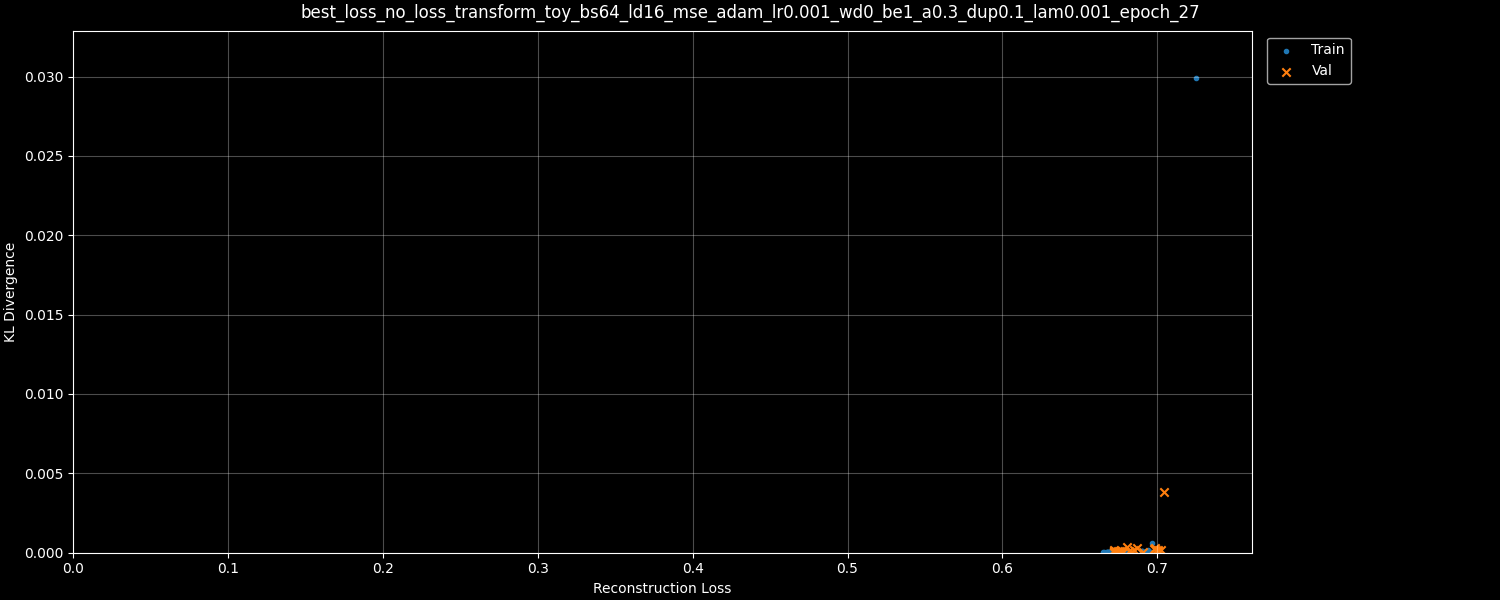 best_loss_no_loss_transform_toy_bs64_ld16_mse_adam_lr0.001_wd0_be1_a0.3_dup0.1_lam0.001_epoch_27
Train
Val
KL Divergence
0.030
0.025
0.020
0.015
0.010
0.005
0.000
0.0 0.1 0.2 0.3 0.4 0.5 0.6 0.7
Reconstruction Loss